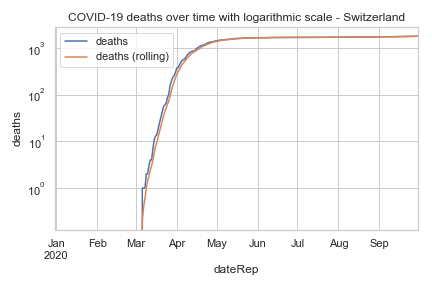 COVID-19 deaths over time with logarithmic scale - Switzerland
deaths
deaths (rolling)
deaths
10³
10²
10¹
10⁰
Jan Feb Mar Apr May Jun Jul Aug Sep
2020
dateRep